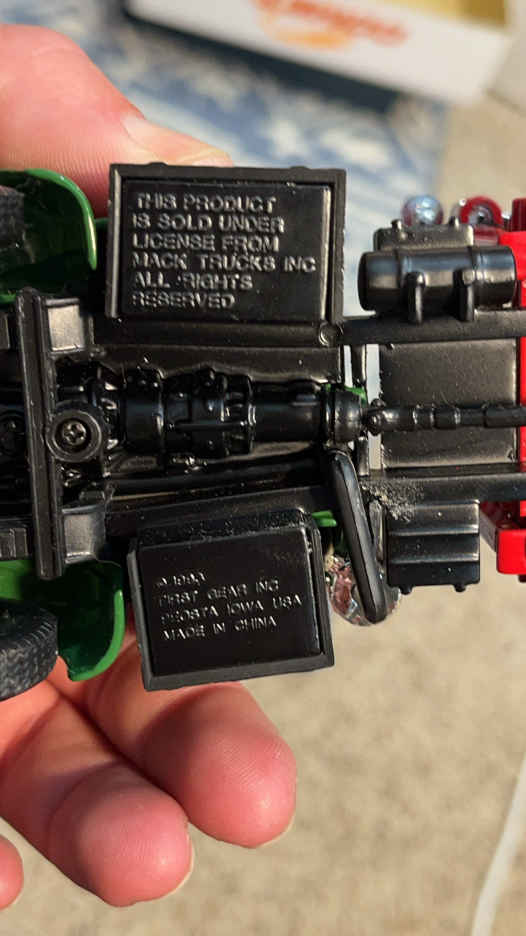 THIS PRODUCT
IS SOLD UNDER
LICENSE FROM
MACK TRUCKS INC
ALL RIGHTS
RESERVED
© 1993
FIRST GEAR INC
PEOSTA IOWA USA
MADE IN CHINA